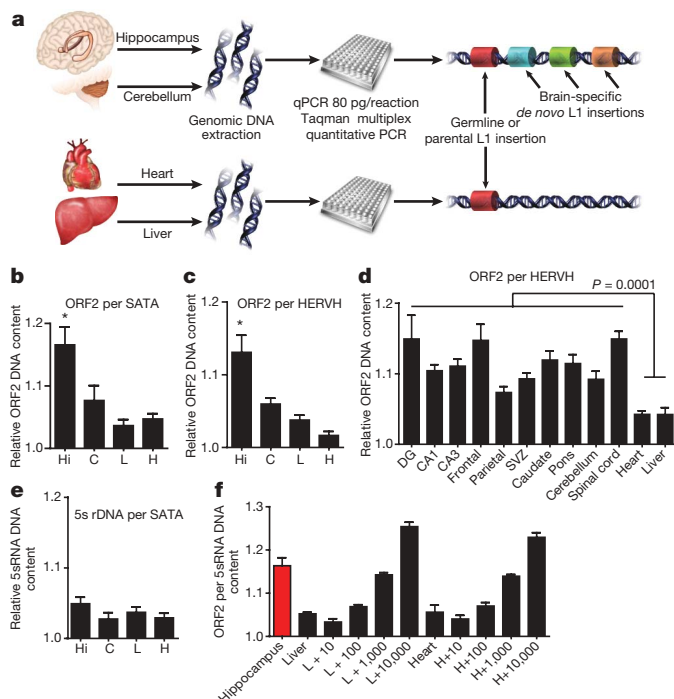 a
Hippocampus
Cerebellum
Genomic DNA
extraction
qPCR 80 pg/reaction
Taqman multiplex
quantitative PCR
Brain-specific
de novo L1 insertions
Germline or
parental L1 insertion
Heart
Liver
b
ORF2 per SATA
Relative ORF2 DNA content
1.2
1.1
1.0
*
Hi C L H
c
ORF2 per HERVH
Relative ORF2 DNA content
1.2
1.1
1.0
*
Hi C L H
d
ORF2 per HERVH
P = 0.0001
Relative ORF2 DNA content
1.2
1.1
1.0
DG CA1 CA3 Frontal Parietal SVZ Caudate Pons Cerebellum Spinal cord Heart Liver
e
5s rDNA per SATA
Relative 5sRNA DNA
content
1.2
1.1
1.0
Hi C L H
f
ORF2 per 5sRNA DNA
content
1.3
1.2
1.1
1.0
Hippocampus Liver L + 10 L + 100 L + 1,000 L+10,000 Heart H+10 H+100 H+1,000 H+10,000